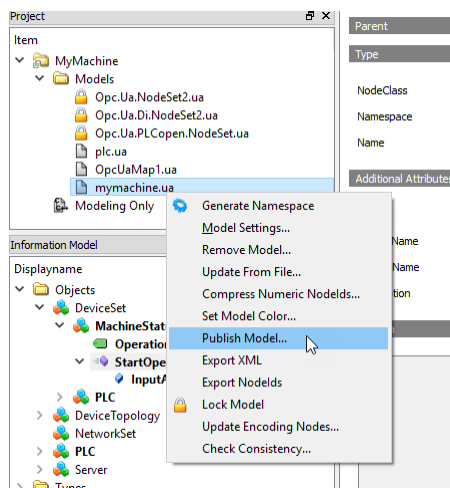 Project
Item
MyMachine
Models
Opc.Ua.NodeSet2.ua
Opc.Ua.Di.NodeSet2.ua
Opc.Ua.PLCopen.NodeSet.ua
plc.ua
OpcUaMap1.ua
mymachine.ua
Modeling Only
Information Model
Displayname
Objects
DeviceSet
MachineStat
Operation
StartOpe
InputA
PLC
DeviceTopology
NetworkSet
PLC
Server
Types
Generate Namespace
Model Settings...
Remove Model...
Update From File...
Compress Numeric NodeIds...
Set Model Color...
Publish Model...
Export XML
Export NodeIds
Lock Model
Update Encoding Nodes...
Check Consistency...
Parent
Type
NodeClass
Namespace
Name
Additional Attributes
Name
Name
tion